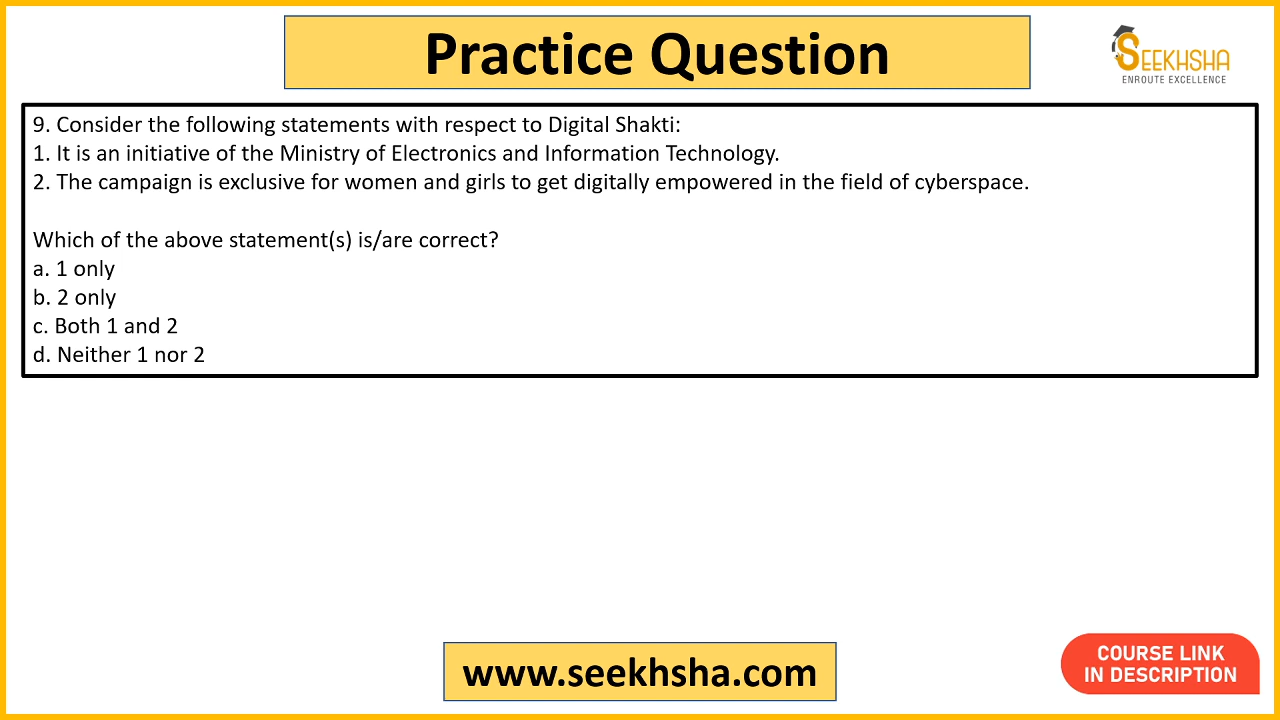 Practice Question
SEEKHSHA
ENROUTE EXCELLENCE
9. Consider the following statements with respect to Digital Shakti:
1. It is an initiative of the Ministry of Electronics and Information Technology.
2. The campaign is exclusive for women and girls to get digitally empowered in the field of cyberspace.
Which of the above statement(s) is/are correct?
a. 1 only
b. 2 only
c. Both 1 and 2
d. Neither 1 nor 2
www.seekhsha.com
COURSE LINK
IN DESCRIPTION